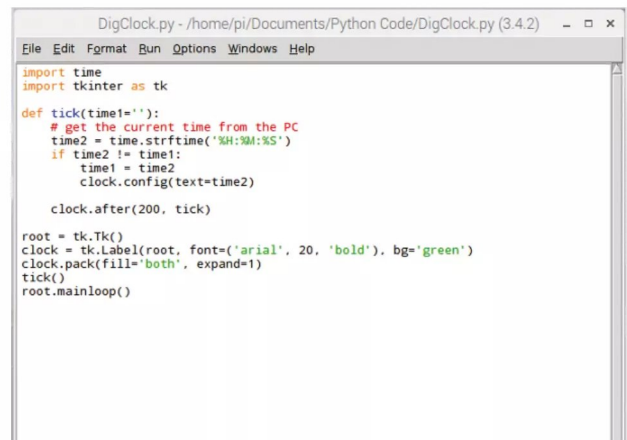 DigClock.py - /home/pi/Documents/Python Code/DigClock.py (3.4.2)
File Edit Format Run Options Windows Help
import time
import tkinter as tk

def tick(time1=''):
    # get the current time from the PC
    time2 = time.strftime('%H:%M:%S')
    if time2 != time1:
        time1 = time2
        clock.config(text=time2)

    clock.after(200, tick)

root = tk.Tk()
clock = tk.Label(root, font=('arial', 20, 'bold'), bg='green')
clock.pack(fill='both', expand=1)
tick()
root.mainloop()